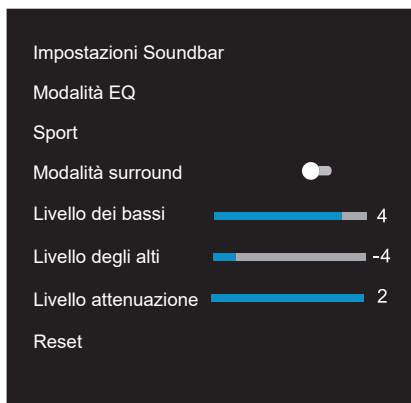 Impostazioni Soundbar
Modalità EQ
Sport
Modalità surround
Livello dei bassi 4
Livello degli alti -4
Livello attenuazione 2
Reset